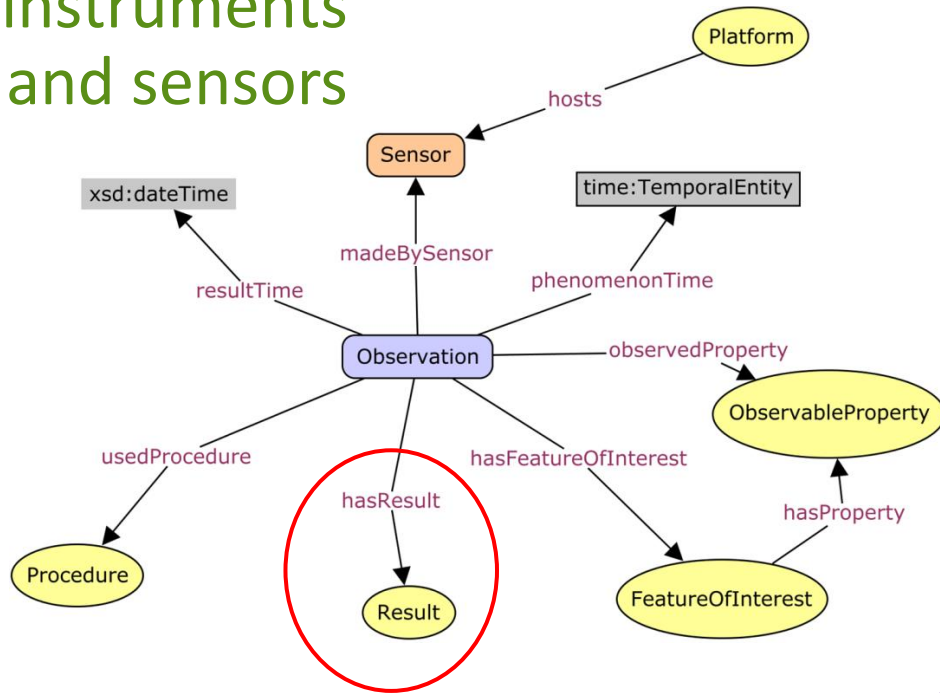 instruments
and sensors
Platform
hosts
Sensor
xsd:dateTime
time:TemporalEntity
madeBySensor
resultTime
phenomenonTime
Observation
observedProperty
ObservableProperty
usedProcedure
hasFeatureOfInterest
hasResult
hasProperty
Procedure
Result
FeatureOfInterest